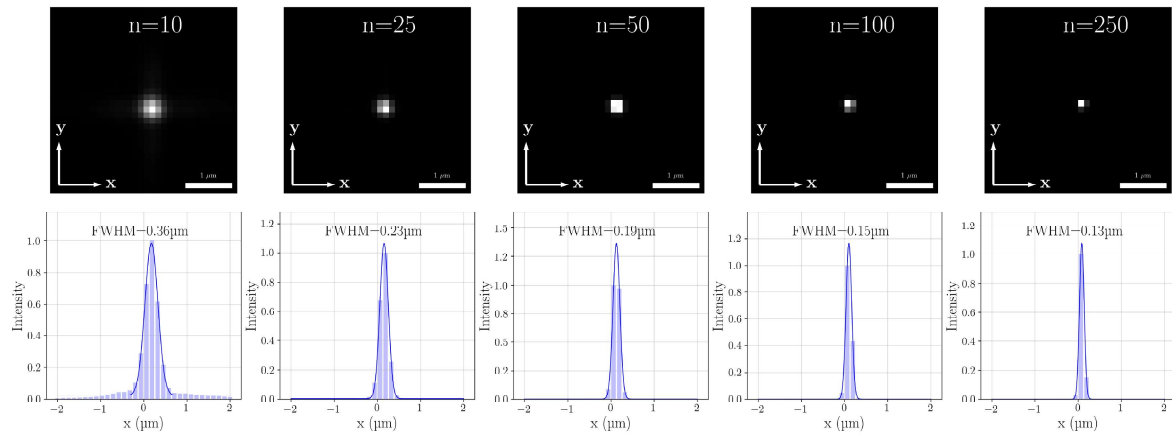 n=10 n=25 n=50 n=100 n=250
y y y y y
x x x x x
1 µm 1 µm 1 µm 1 µm 1 µm
FWHM=0.36µm FWHM=0.23µm FWHM=0.19µm FWHM=0.15µm FWHM=0.13µm
Intensity Intensity Intensity Intensity Intensity
1.0 1.2 1.5 1.2 1.2
0.8 1.0 1.2 1.0 1.0
0.6 0.8 1.0 0.8 0.8
0.4 0.6 0.8 0.6 0.6
0.2 0.4 0.5 0.4 0.4
0.0 0.2 0.2 0.2 0.2
0.0 0.0 0.0 0.0
−2 −1 0 1 2 −2 −1 0 1 2 −2 −1 0 1 2 −2 −1 0 1 2 −2 −1 0 1 2
x (µm) x (µm) x (µm) x (µm) x (µm)